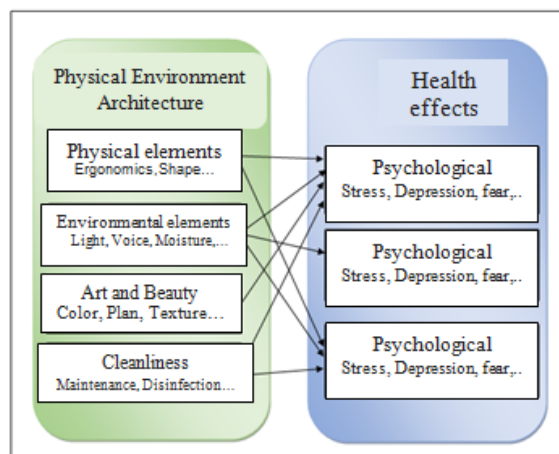 Physical Environment
Architecture
Physical elements
Ergonomics,Shape...
Environmental elements
Light, Voice, Moisture,...
Art and Beauty
Color, Plan, Texture...
Cleanliness
Maintenance, Disinfection...
Health
effects
Psychological
Stress, Depression, fear,..
Psychological
Stress, Depression, fear,..
Psychological
Stress, Depression, fear,..